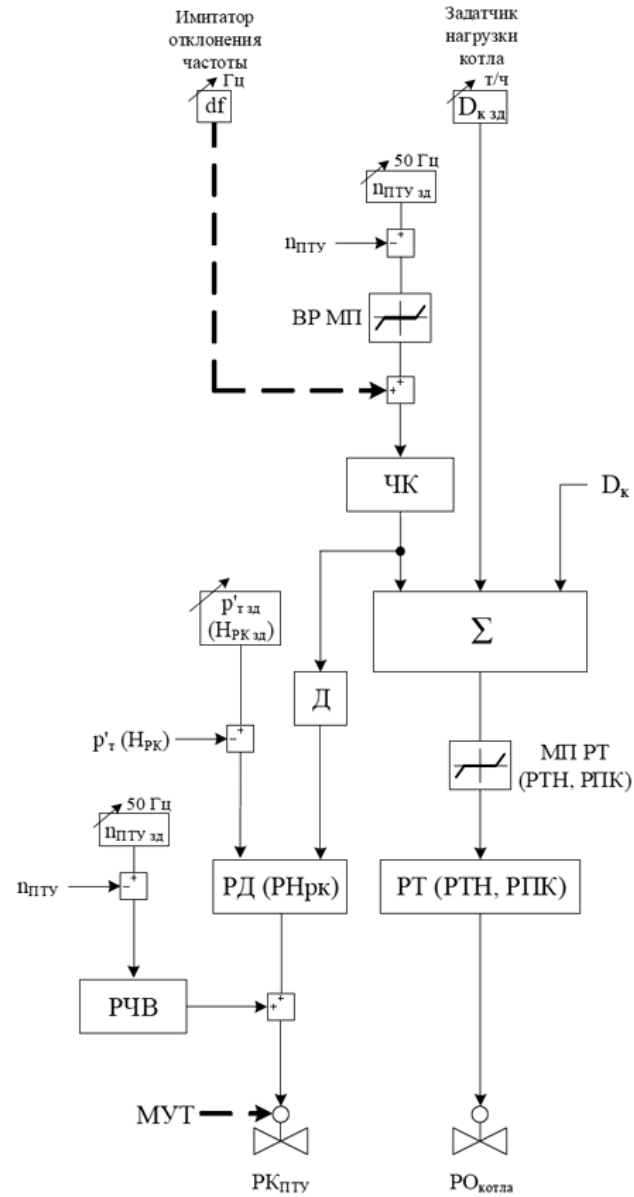 Имитатор
отклонения
частоты
Гц
df
Задатчик
нагрузки
котла
т/ч
Dк зд
50 Гц
nПТУ зд
+
nПТУ
-
ВР МП
+
+
ЧК
Dк
p'т зд
(HРК зд)
Σ
Д
+
p'т (HРК)
-
МП РТ
(РТН, РПК)
50 Гц
nПТУ зд
+
nПТУ
-
РД (РНрк)
РТ (РТН, РПК)
РЧВ
+
+
МУТ
РКПТУ
РОкотла